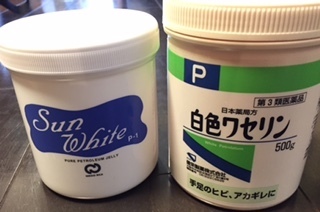 Sun
White P-1
PURE PETROLEUM JELLY
P
第3類医薬品
日本薬局方
白色ワセリン
500g
手足のヒビ、アカギレに